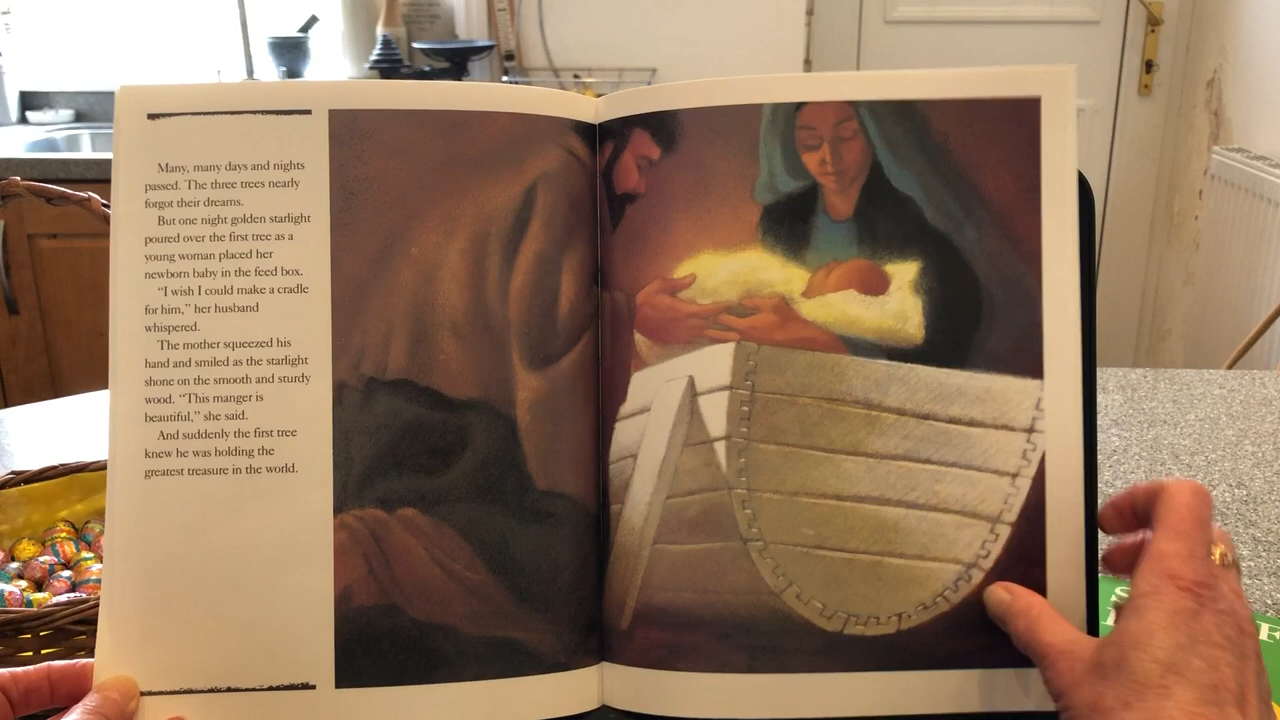 Many, many days and nights
passed. The three trees nearly
forgot their dreams.
But one night golden starlight
poured over the first tree as a
young woman placed her
newborn baby in the feed box.
“I wish I could make a cradle
for him,” her husband
whispered.
The mother squeezed his
hand and smiled as the starlight
shone on the smooth and sturdy
wood. “This manger is
beautiful,” she said.
And suddenly the first tree
knew he was holding the
greatest treasure in the world.